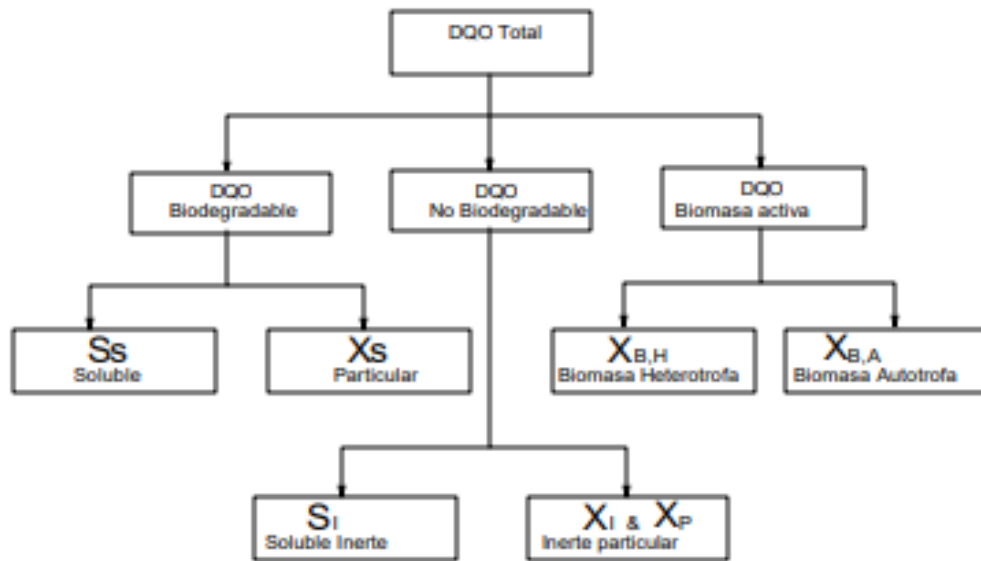 DQO Total
DQO
Biodegradable
DQO
No Biodegradable
DQO
Biomasa activa
Ss
Soluble
Xs
Particular
XB,H
Biomasa Heterotrofa
XB,A
Biomasa Autotrofa
SI
Soluble Inerte
XI & XP
Inerte particular